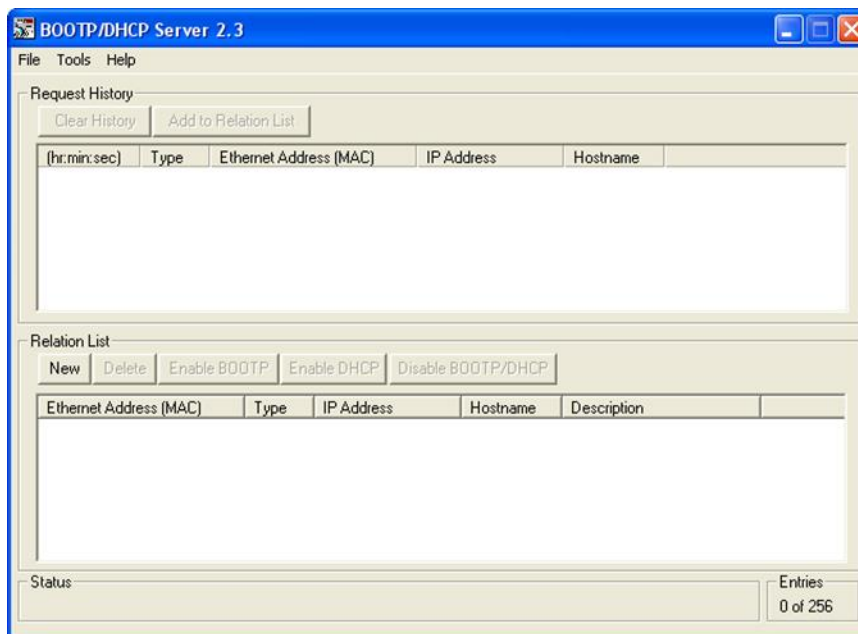 BOOTP/DHCP Server 2.3
File Tools Help
Request History
Clear History Add to Relation List
(hr:min:sec) Type Ethernet Address (MAC) IP Address Hostname
Relation List
New Delete Enable BOOTP Enable DHCP Disable BOOTP/DHCP
Ethernet Address (MAC) Type IP Address Hostname Description
Status Entries
0 of 256